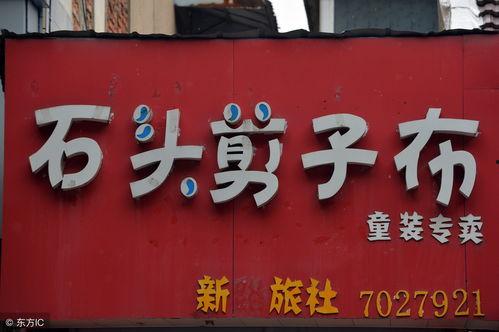 石头剪子布
童装专卖
新 旅社 7027921
© 东方IC